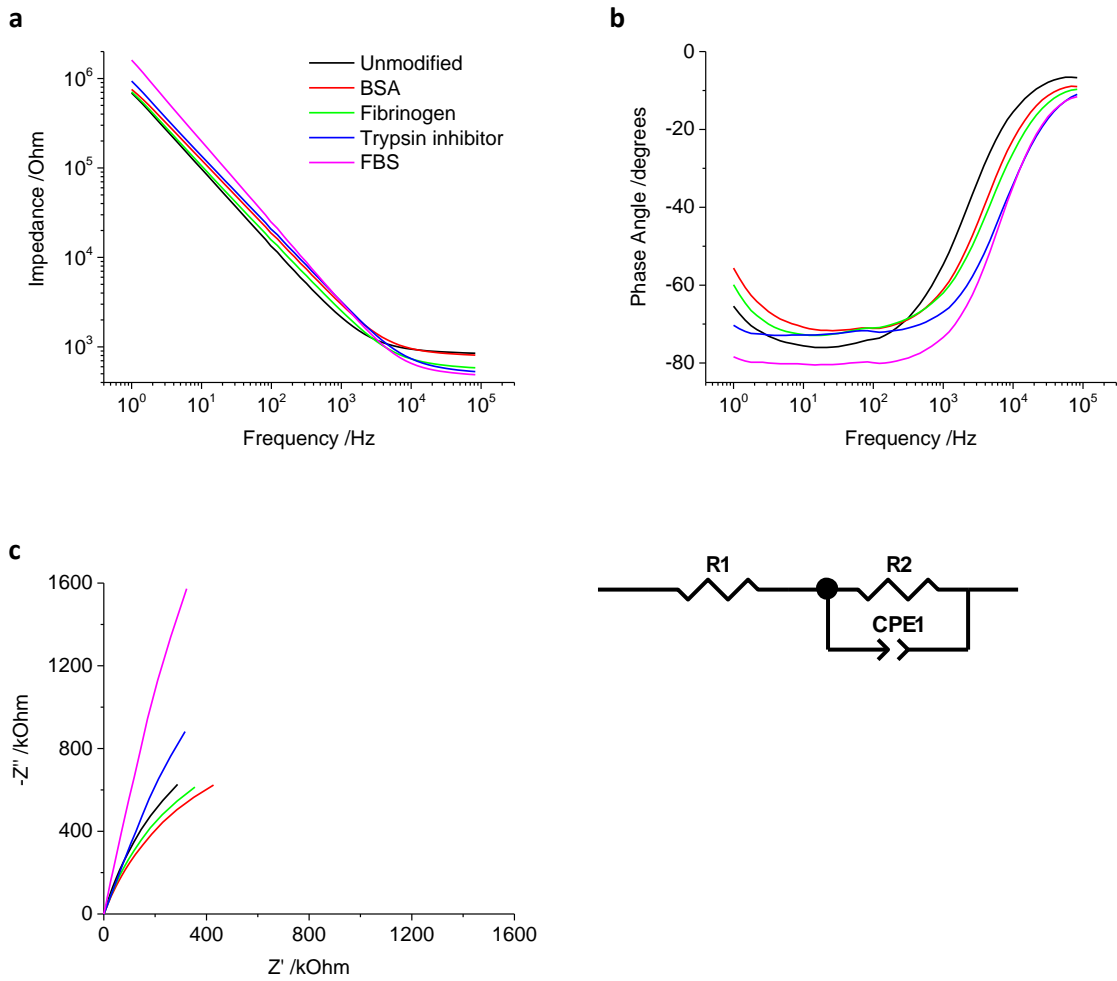 a
10^6
10^5
10^4
10^3
Impedance /Ohm
10^0 10^1 10^2 10^3 10^4 10^5
Frequency /Hz
Unmodified
BSA
Fibrinogen
Trypsin inhibitor
FBS
b
0
-20
-40
-60
-80
Phase Angle /degrees
10^0 10^1 10^2 10^3 10^4 10^5
Frequency /Hz
c
1600
1200
800
400
0
-Z" /kOhm
0 400 800 1200 1600
Z' /kOhm
R1 R2
CPE1